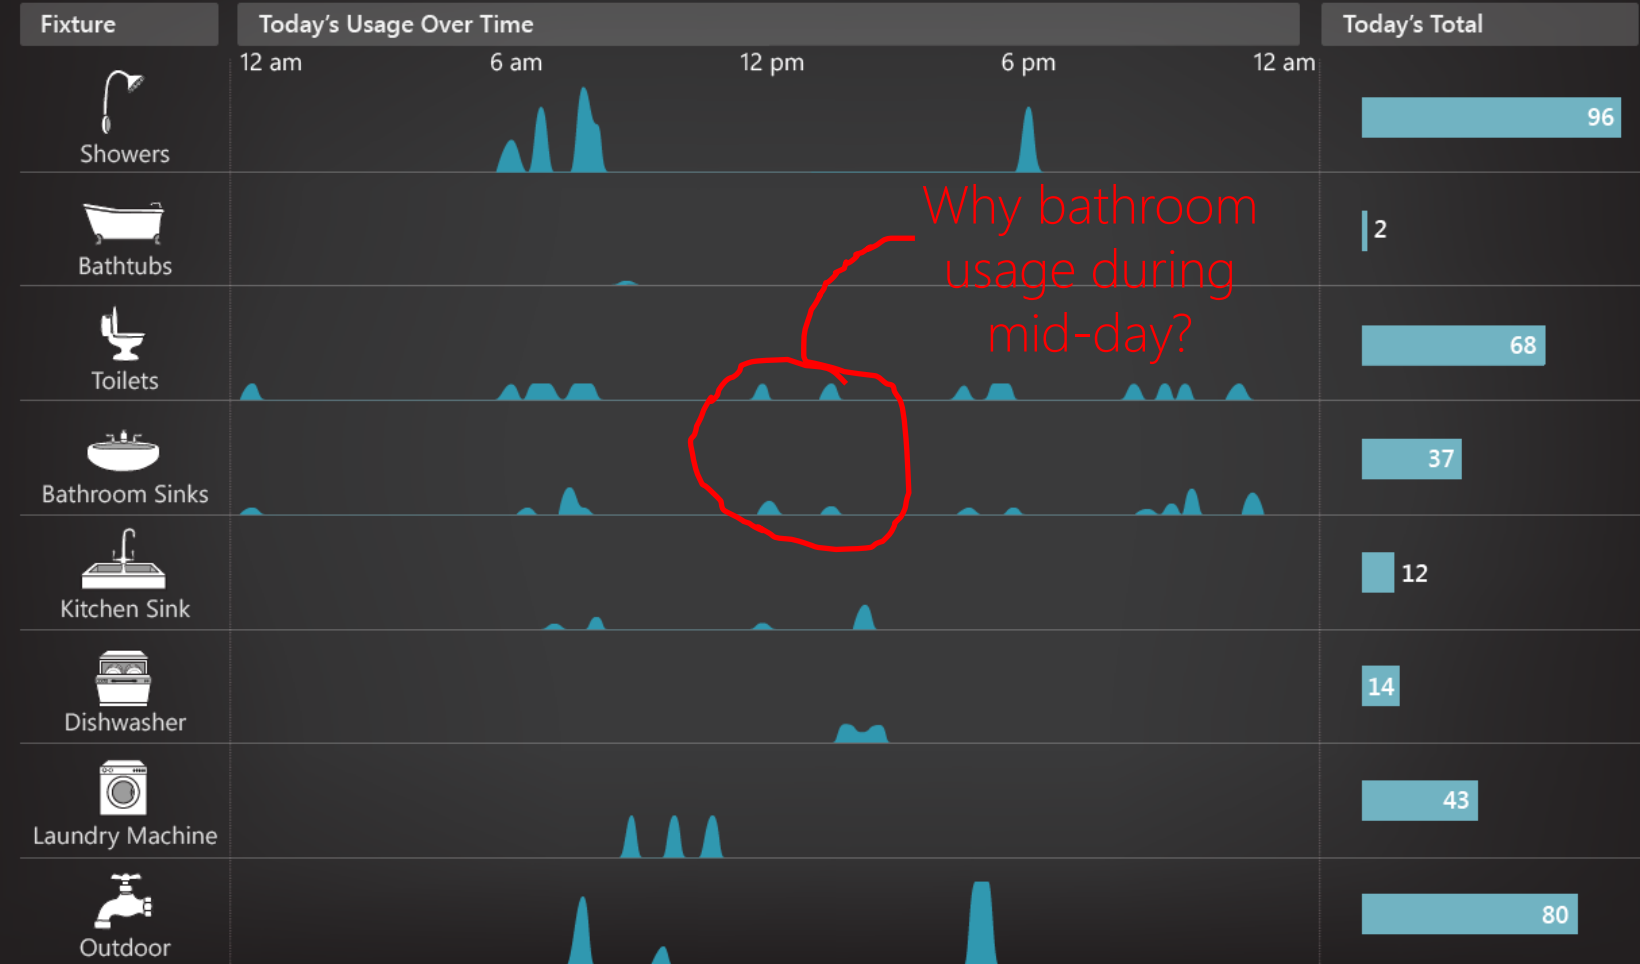 Fixture
Today’s Usage Over Time
Today’s Total
12 am
6 am
12 pm
6 pm
12 am
Showers
96
Why bathroom
usage during
mid-day?
Bathtubs
2
Toilets
68
Bathroom Sinks
37
Kitchen Sink
12
Dishwasher
14
Laundry Machine
43
Outdoor
80